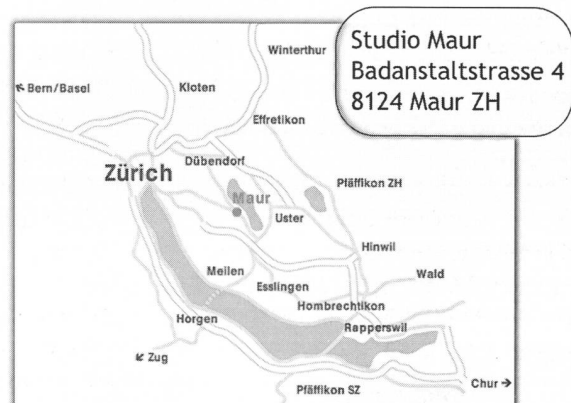 Studio Maur
Badanstaltstrasse 4
8124 Maur ZH
Winterthur
Bern/Basel
Kloten
Effretikon
Dübendorf
Zürich
Pfäffikon ZH
Maur
Uster
Hinwil
Meilen
Wald
Esslingen
Hombrechtikon
Horgen
Rapperswil
Zug
Pfäffikon SZ
Chur →